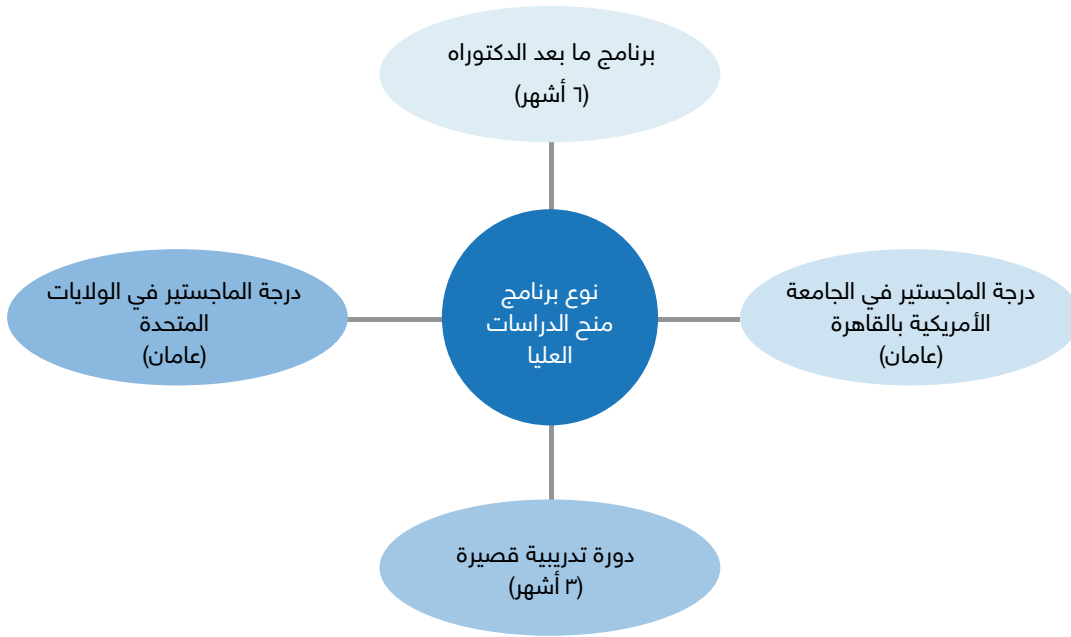 برنامج ما بعد الدكتوراه
(٦ أشهر)
درجة الماجستير في الجامعة
الأمريكية بالقاهرة
(عامان)
نوع برنامج
منح الدراسات
العليا
درجة الماجستير في الولايات
المتحدة
(عامان)
دورة تدريبية قصيرة
(٣ أشهر)